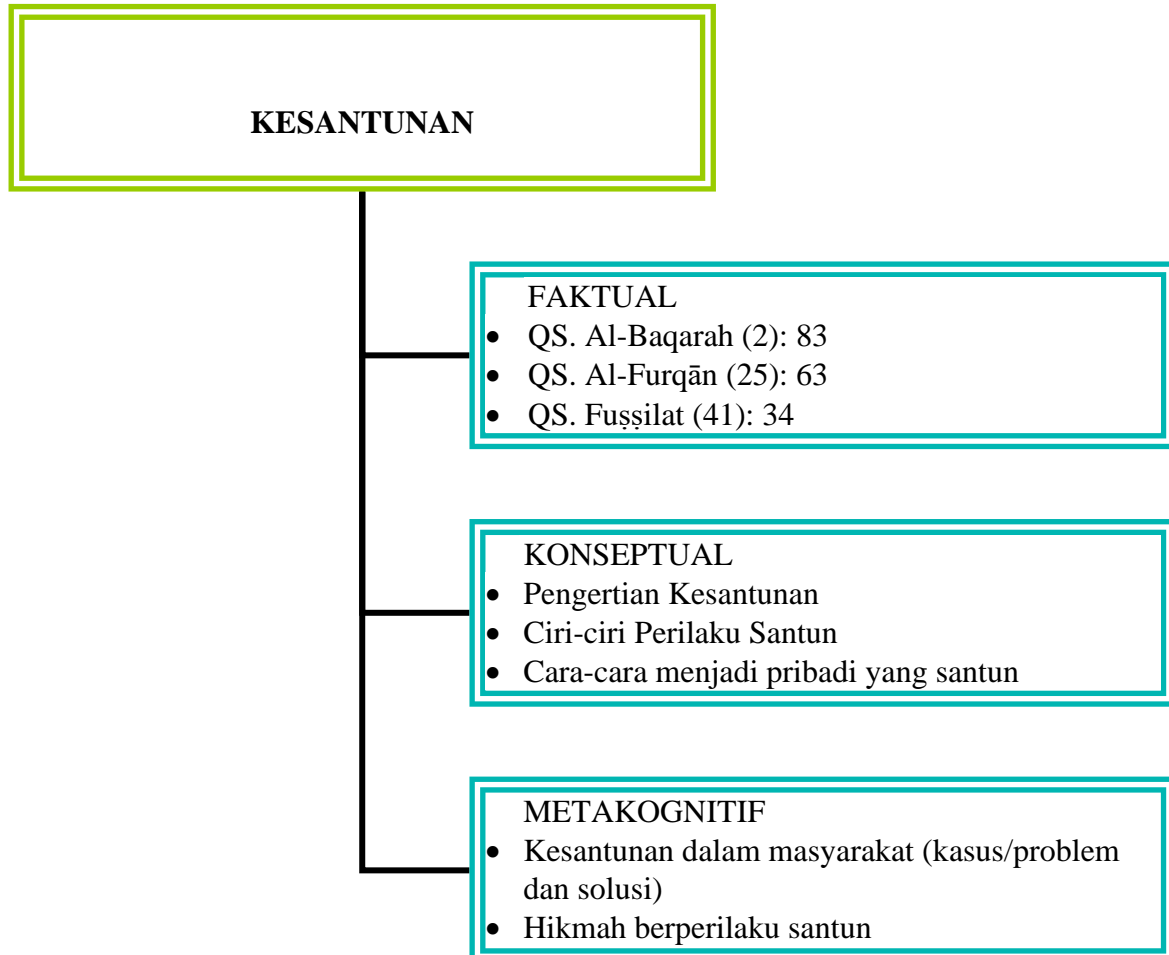 KESANTUNAN
FAKTUAL
• QS. Al-Baqarah (2): 83
• QS. Al-Furqān (25): 63
• QS. Fuṣṣilat (41): 34
KONSEPTUAL
• Pengertian Kesantunan
• Ciri-ciri Perilaku Santun
• Cara-cara menjadi pribadi yang santun
METAKOGNITIF
• Kesantunan dalam masyarakat (kasus/problem
dan solusi)
• Hikmah berperilaku santun